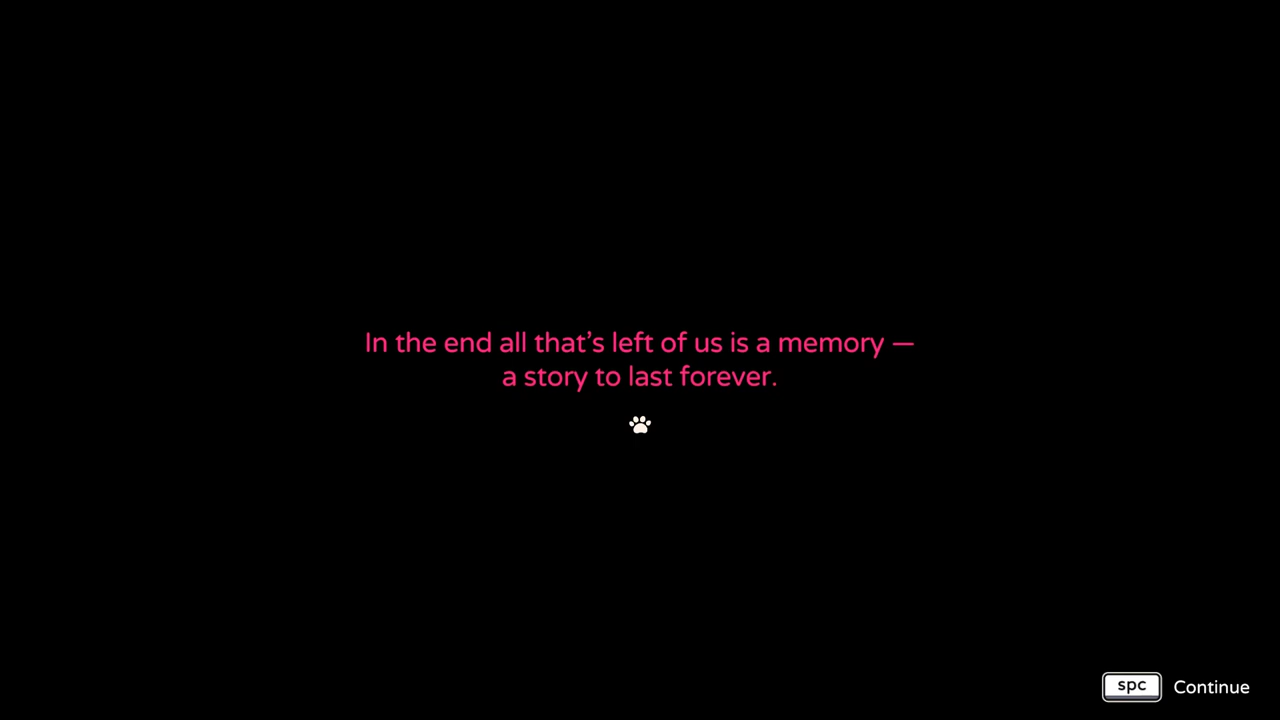 In the end all that’s left of us is a memory —
a story to last forever.
spc Continue